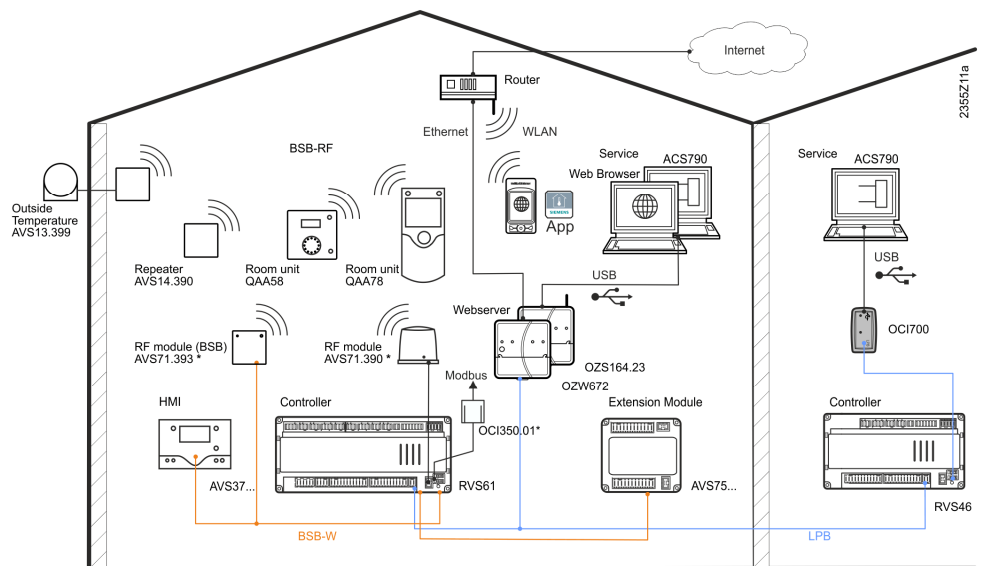 Internet
Router
2355Z11a
Ethernet
WLAN
BSB-RF
Service
ACS790
Web Browser
Service
ACS790
SIEMENS
App
Outside
Temperature
AVS13.399
Repeater
AVS14.390
Room unit
QAA58
Room unit
QAA78
USB
USB
Webserver
OCI700
RF module (BSB)
AVS71.393 *
RF module
AVS71.390 *
OZS164.23
OZW672
Modbus
HMI
Controller
OCI350.01*
Extension Module
Controller
AVS37...
RVS61
AVS75...
RVS46
BSB-W
LPB